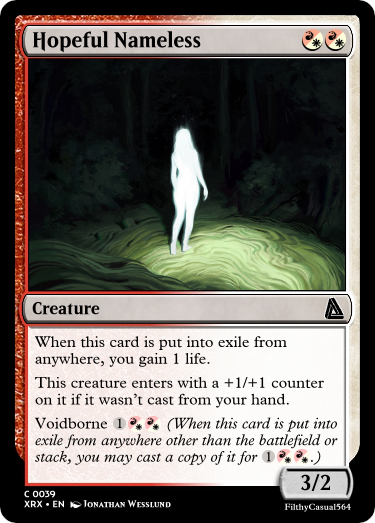 Hopeful Nameless
Creature
When this card is put into exile from
anywhere, you gain 1 life.
This creature enters with a +1/+1 counter
on it if it wasn't cast from your hand.
Voidborne 1 (When this card is put into
exile from anywhere other than the battlefield or
stack, you may cast a copy of it for 1.)
3/2
C 0039
XRX • EN Jonathan Wesslund
FilthyCasual564